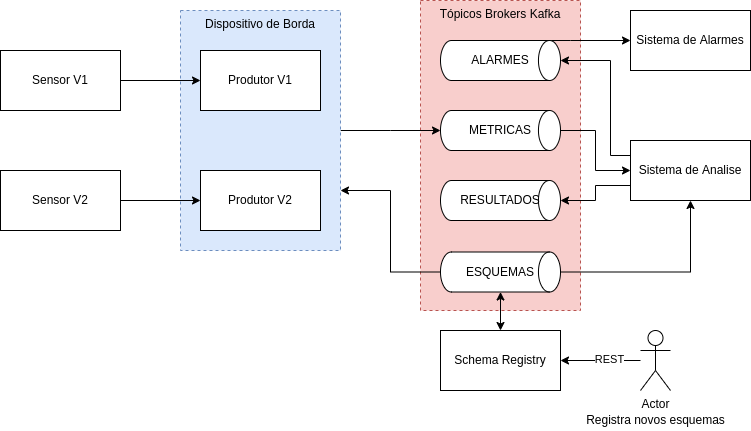 Dispositivo de Borda
Tópicos Brokers Kafka
Sensor V1
Produtor V1
ALARMES
Sistema de Alarmes
METRICAS
Sistema de Analise
Sensor V2
Produtor V2
RESULTADOS
ESQUEMAS
Schema Registry
REST
Actor
Registra novos esquemas